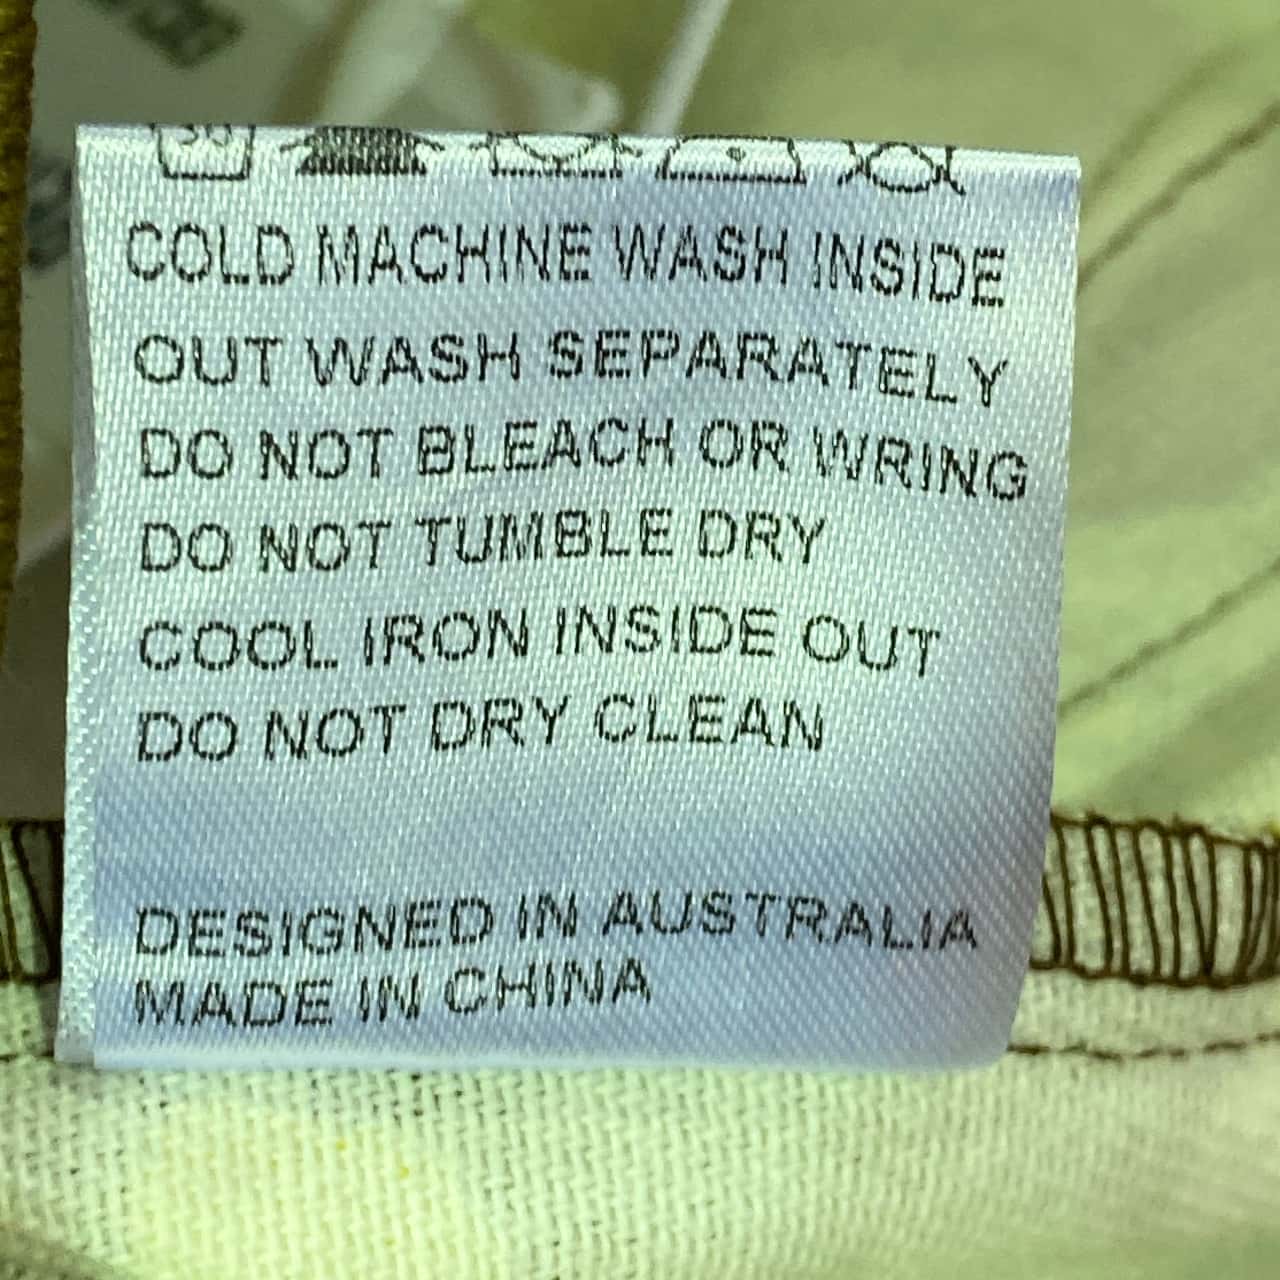 30
COLD MACHINE WASH INSIDE
OUT WASH SEPARATELY
DO NOT BLEACH OR WRING
DO NOT TUMBLE DRY
COOL IRON INSIDE OUT
DO NOT DRY CLEAN
DESIGNED IN AUSTRALIA
MADE IN CHINA